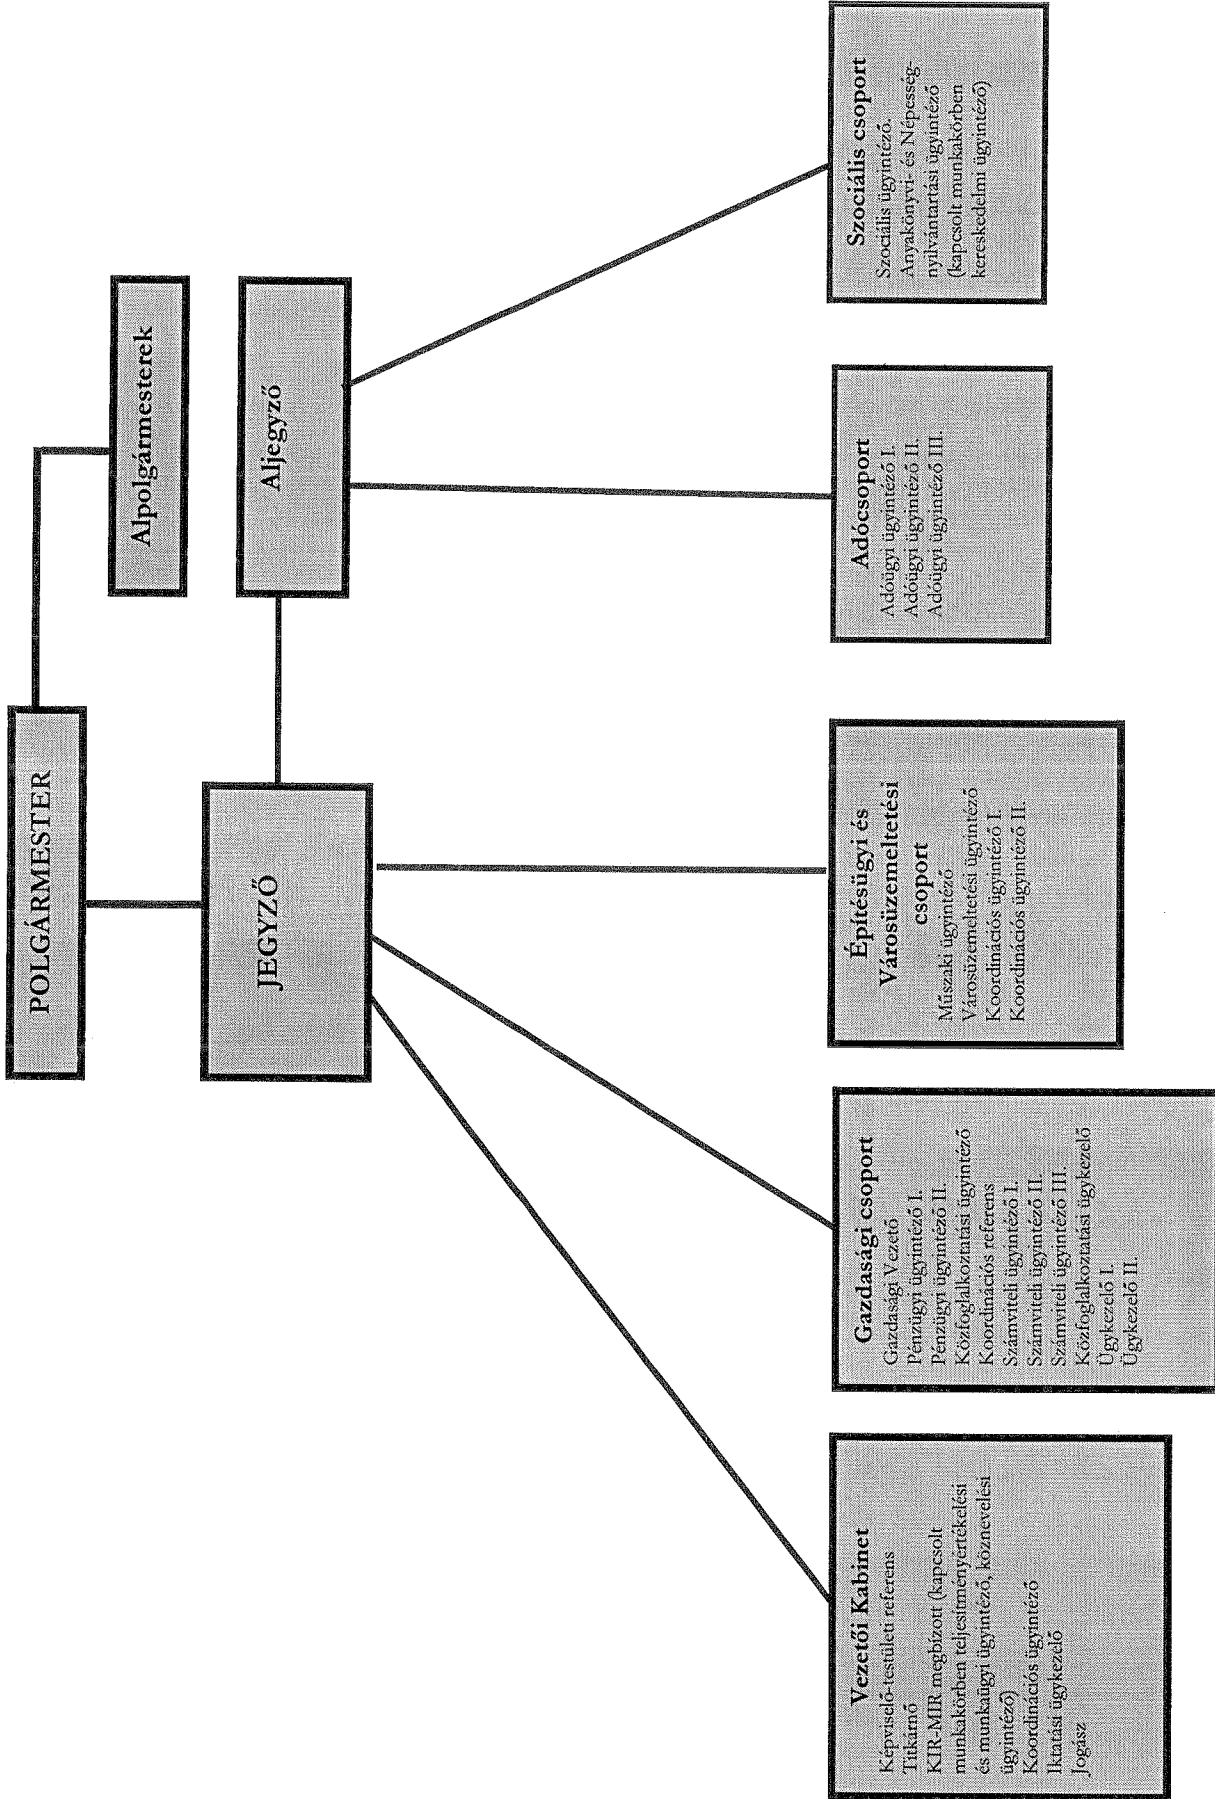 POLGÁRMESTER
Alpolgármesterek
JEGYZŐ
Aljegyző
Vezetői Kabinet
Képviselő-testületi referens
Titkárnő
KIR-MIR megbízott (kapcsolt
munkakörben teljesítményértékelési
és munkaügyi ügyintéző, köznevelési
ügyintéző)
Koordinációs ügyintéző
Iktatási ügykezelő
Jogász
Gazdasági csoport
Gazdasági Vezető
Pénzügyi ügyintéző I.
Pénzügyi ügyintéző II.
Közfoglalkoztatási ügyintéző
Koordinációs referens
Számviteli ügyintéző I.
Számviteli ügyintéző II.
Számviteli ügyintéző III.
Közfoglalkoztatási ügykezelő
Ügykezelő I.
Ügykezelő II.
Építésügyi és
Városüzemeltetési
csoport
Műszaki ügyintéző
Városüzemeltetési ügyintéző
Koordinációs ügyintéző I.
Koordinációs ügyintéző II.
Adócsoport
Adóügyi ügyintéző I.
Adóügyi ügyintéző II.
Adóügyi ügyintéző III.
Szociális csoport
Szociális ügyintéző.
Anyakönyvi- és Népesség-
nyilvántartási ügyintéző
(kapcsolt munkakörben
kereskedelmi ügyintéző)